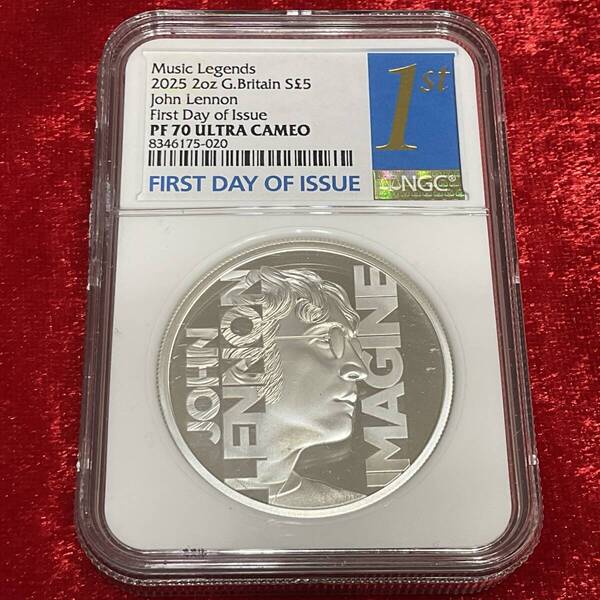 Music Legends
2025 2oz G.Britain S£5
John Lennon
First Day of Issue
PF 70 ULTRA CAMEO
8346175-020
FIRST DAY OF ISSUE
1st
NGC®
JOHN
LENNON
IMAGINE